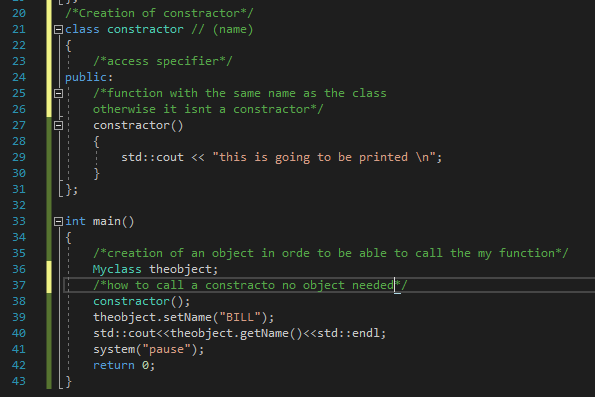 20 /*Creation of constractor*/
21 class constractor // (name)
22 {
23 /*access specifier*/
24 public:
25 /*function with the same name as the class
26 otherwise it isnt a constractor*/
27 constractor()
28 {
29 std::cout << "this is going to be printed \n";
30 }
31 };
32
33 int main()
34 {
35 /*creation of an object in orde to be able to call the my function*/
36 Myclass theobject;
37 /*how to call a constracto no object needed*/
38 constractor();
39 theobject.setName("BILL");
40 std::cout<<theobject.getName()<<std::endl;
41 system("pause");
42 return 0;
43 }